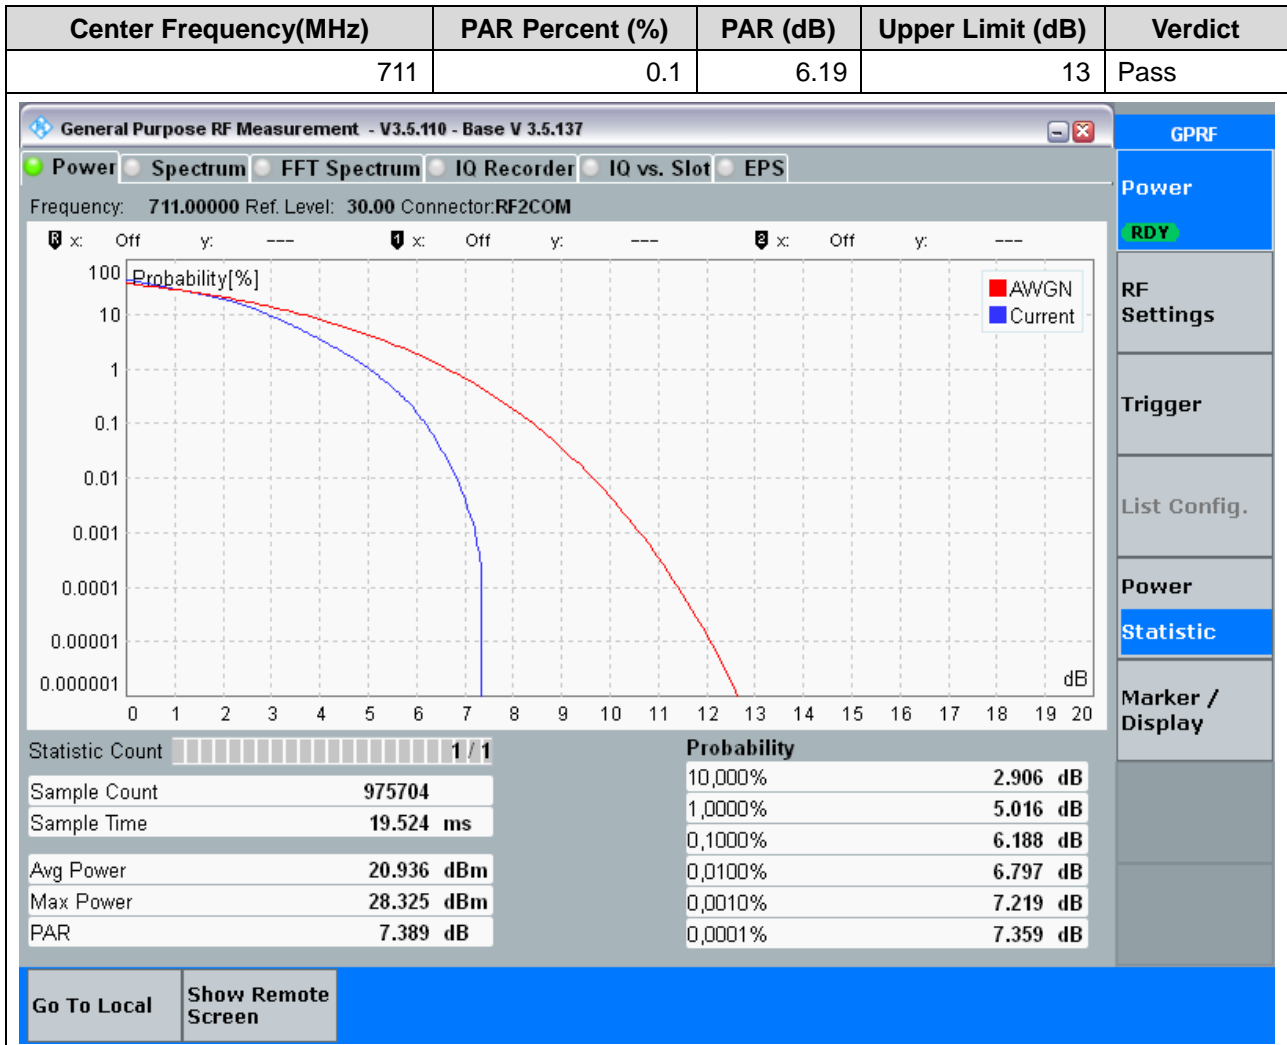 Center Frequency(MHz) PAR Percent (%) PAR (dB) Upper Limit (dB) Verdict
711 0.1 6.19 13 Pass
General Purpose RF Measurement - V3.5.110 - Base V 3.5.137
GPRF
Power Spectrum FFT Spectrum IQ Recorder IQ vs. Slot EPS
Frequency: 711.00000 Ref. Level: 30.00 Connector:RF2COM
R x: Off y: --- 1 x: Off y: --- 2 x: Off y: ---
Probability[%]
AWGN
Current
100
10
1
0.1
0.01
0.001
0.0001
0.00001
0.000001
dB
0 1 2 3 4 5 6 7 8 9 10 11 12 13 14 15 16 17 18 19 20
Statistic Count 1 / 1
Sample Count 975704
Sample Time 19.524 ms
Avg Power 20.936 dBm
Max Power 28.325 dBm
PAR 7.389 dB
Probability
10,000% 2.906 dB
1,0000% 5.016 dB
0,1000% 6.188 dB
0,0100% 6.797 dB
0,0010% 7.219 dB
0,0001% 7.359 dB
Power
RDY
RF
Settings
Trigger
List Config.
Power
Statistic
Marker /
Display
Go To Local
Show Remote
Screen